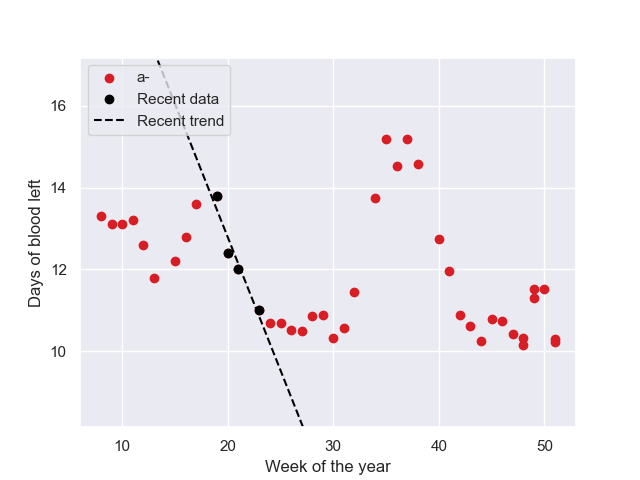 a-
Recent data
Recent trend
Days of blood left
16
14
12
10
10
20
30
40
50
Week of the year